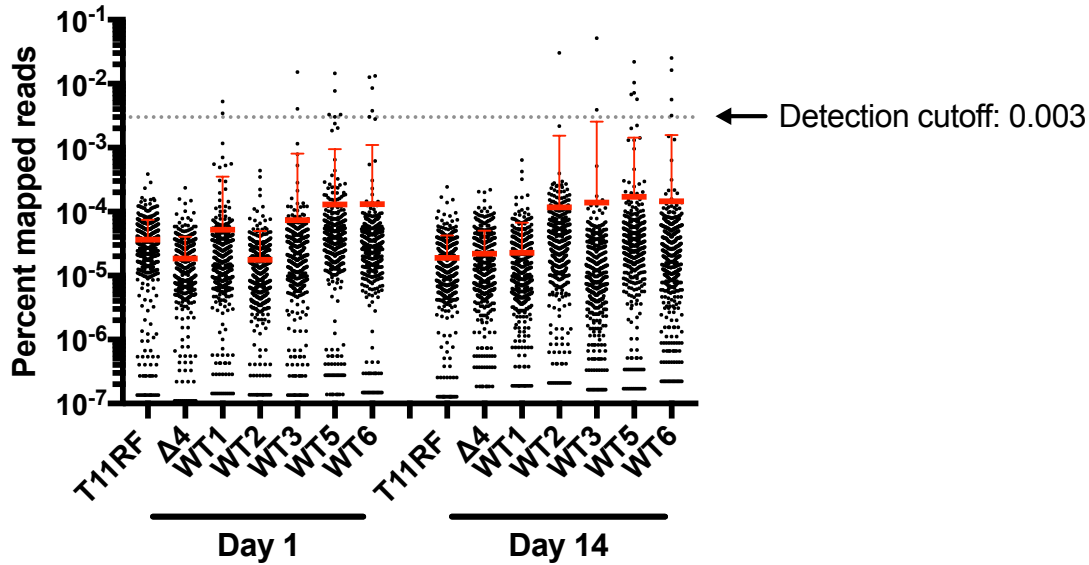 Percent mapped reads
10-1
10-2
10-3
10-4
10-5
10-6
10-7
Detection cutoff: 0.003
T11RF Δ4 WT1 WT2 WT3 WT5 WT6 T11RF Δ4 WT1 WT2 WT3 WT5 WT6
Day 1 Day 14